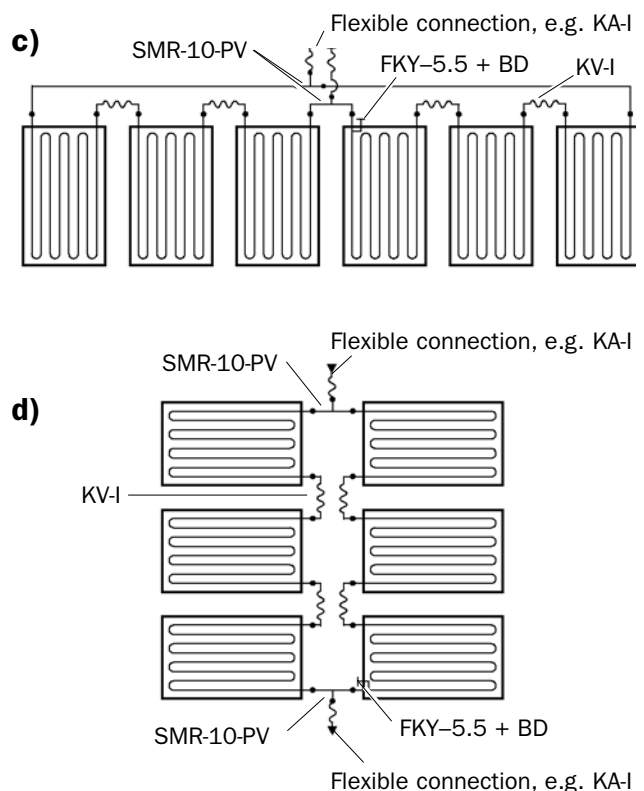 c)
Flexible connection, e.g. KA-I
SMR-10-PV
FKY–5.5 + BD
KV-I
d)
Flexible connection, e.g. KA-I
SMR-10-PV
KV-I
FKY–5.5 + BD
SMR-10-PV
Flexible connection, e.g. KA-I